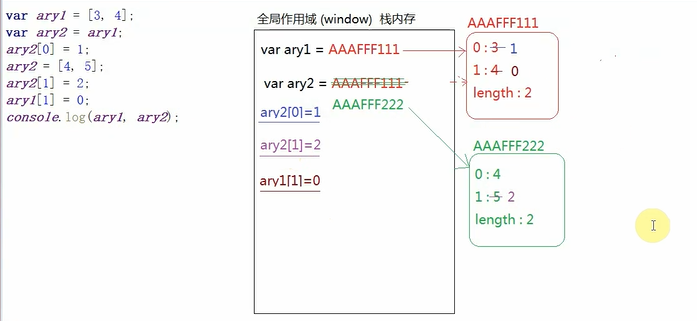 var ary1 = [3, 4];
var ary2 = ary1;
ary2[0] = 1;
ary2 = [4, 5];
ary2[1] = 2;
ary1[1] = 0;
console.log(ary1, ary2);
全局作用域 (window) 栈内存
var ary1 = AAAFFF111
var ary2 = AAAFFF111
AAAFFF222
ary2[0]=1
ary2[1]=2
ary1[1]=0
AAAFFF111
0 : 3 1
1 : 4 0
length : 2
AAAFFF222
0 : 4
1 : 5 2
length : 2